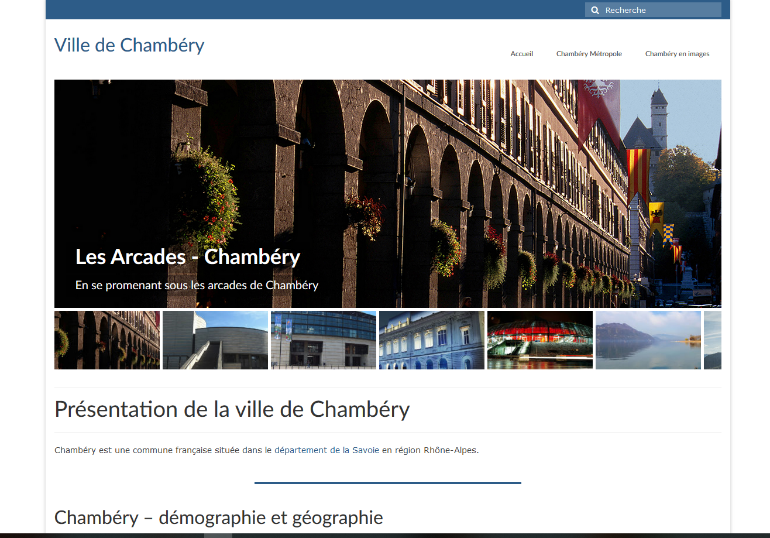 Recherche
Ville de Chambéry
Accueil Chambéry Métropole Chambéry en images
Les Arcades - Chambéry
En se promenant sous les arcades de Chambéry
Présentation de la ville de Chambéry
Chambéry est une commune française située dans le département de la Savoie en région Rhône-Alpes.
Chambéry – démographie et géographie